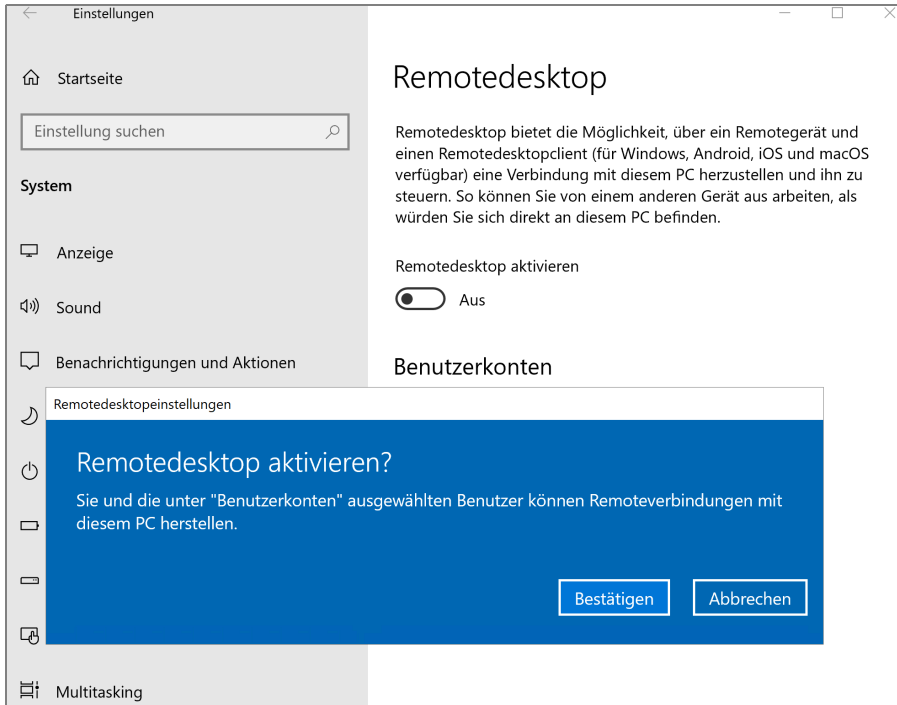 Einstellungen
Startseite
Einstellung suchen
System
Anzeige
Sound
Benachrichtigungen und Aktionen
Multitasking
Remotedesktop
Remotedesktop bietet die Möglichkeit, über ein Remotegerät und
einen Remotedesktopclient (für Windows, Android, iOS und macOS
verfügbar) eine Verbindung mit diesem PC herzustellen und ihn zu
steuern. So können Sie von einem anderen Gerät aus arbeiten, als
würden Sie sich direkt an diesem PC befinden.
Remotedesktop aktivieren
Aus
Benutzerkonten
Remotedesktopeinstellungen
Remotedesktop aktivieren?
Sie und die unter "Benutzerkonten" ausgewählten Benutzer können Remoteverbindungen mit
diesem PC herstellen.
Bestätigen
Abbrechen